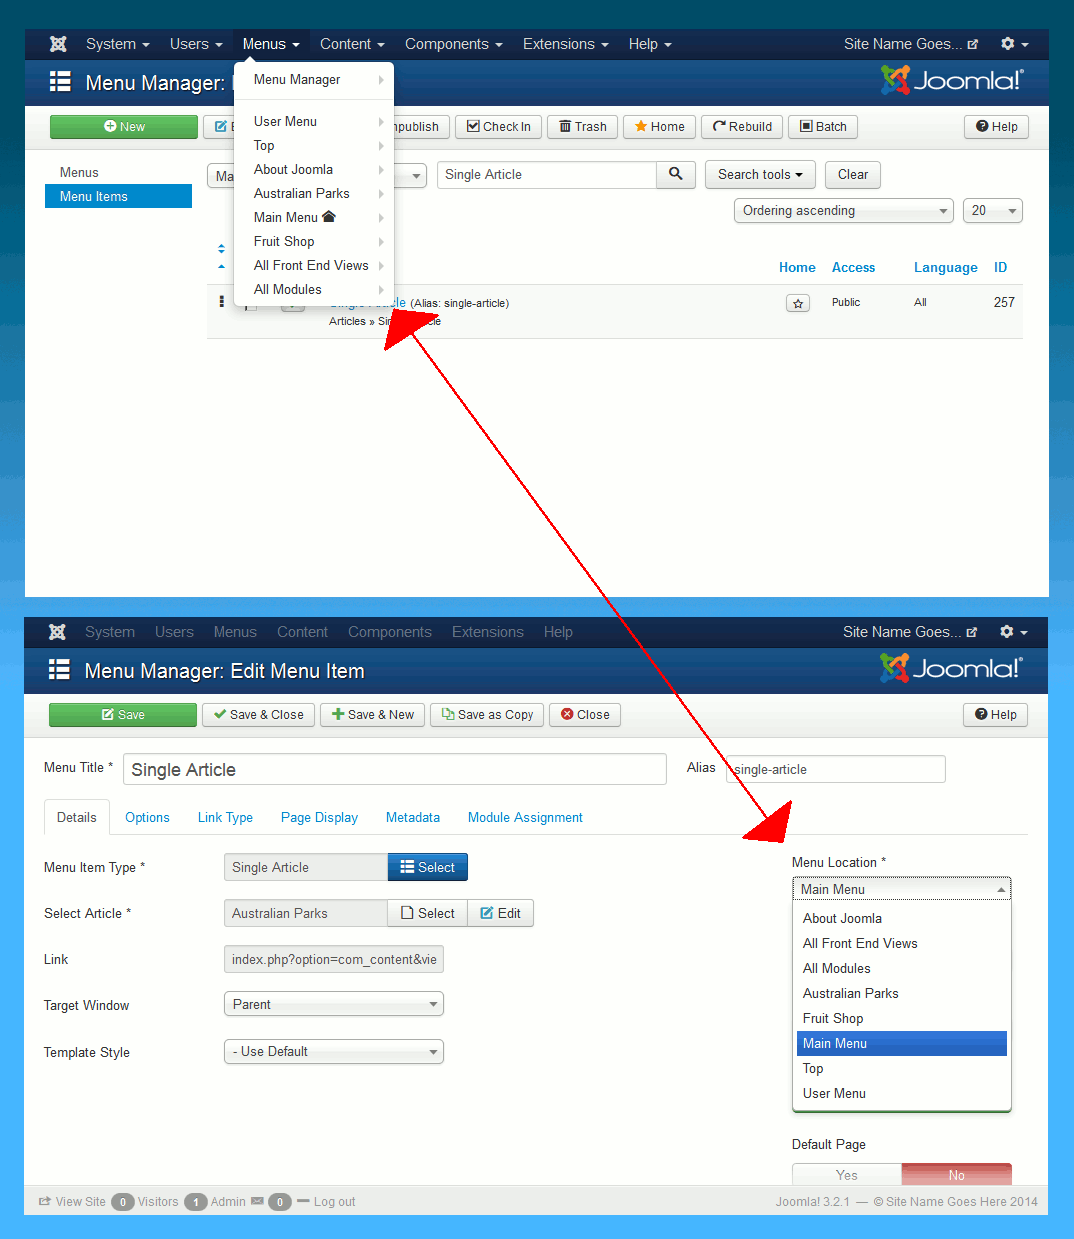 System Users Menus Content Components Extensions Help Site Name Goes...
Menu Manager: Joomla!®
Menu Manager
New Unpublish Check In Trash Home Rebuild Batch Help
User Menu
Top
About Joomla
Australian Parks
Main Menu
Fruit Shop
All Front End Views
All Modules
Menus
Menu Items
Ma Single Article Search tools Clear
Ordering ascending 20
Home Access Language ID
Single Article (Alias: single-article) Public All 257
Articles » Single Article
System Users Menus Content Components Extensions Help Site Name Goes...
Menu Manager: Edit Menu Item Joomla!®
Save Save & Close Save & New Save as Copy Close Help
Menu Title * Single Article Alias single-article
Details Options Link Type Page Display Metadata Module Assignment
Menu Item Type * Single Article Select
Select Article * Australian Parks Select Edit
Link index.php?option=com_content&vie
Target Window Parent
Template Style - Use Default
Menu Location *
Main Menu
About Joomla
All Front End Views
All Modules
Australian Parks
Fruit Shop
Main Menu
Top
User Menu
Default Page
Yes No
View Site 0 Visitors 1 Admin 0 Log out Joomla! 3.2.1 — © Site Name Goes Here 2014